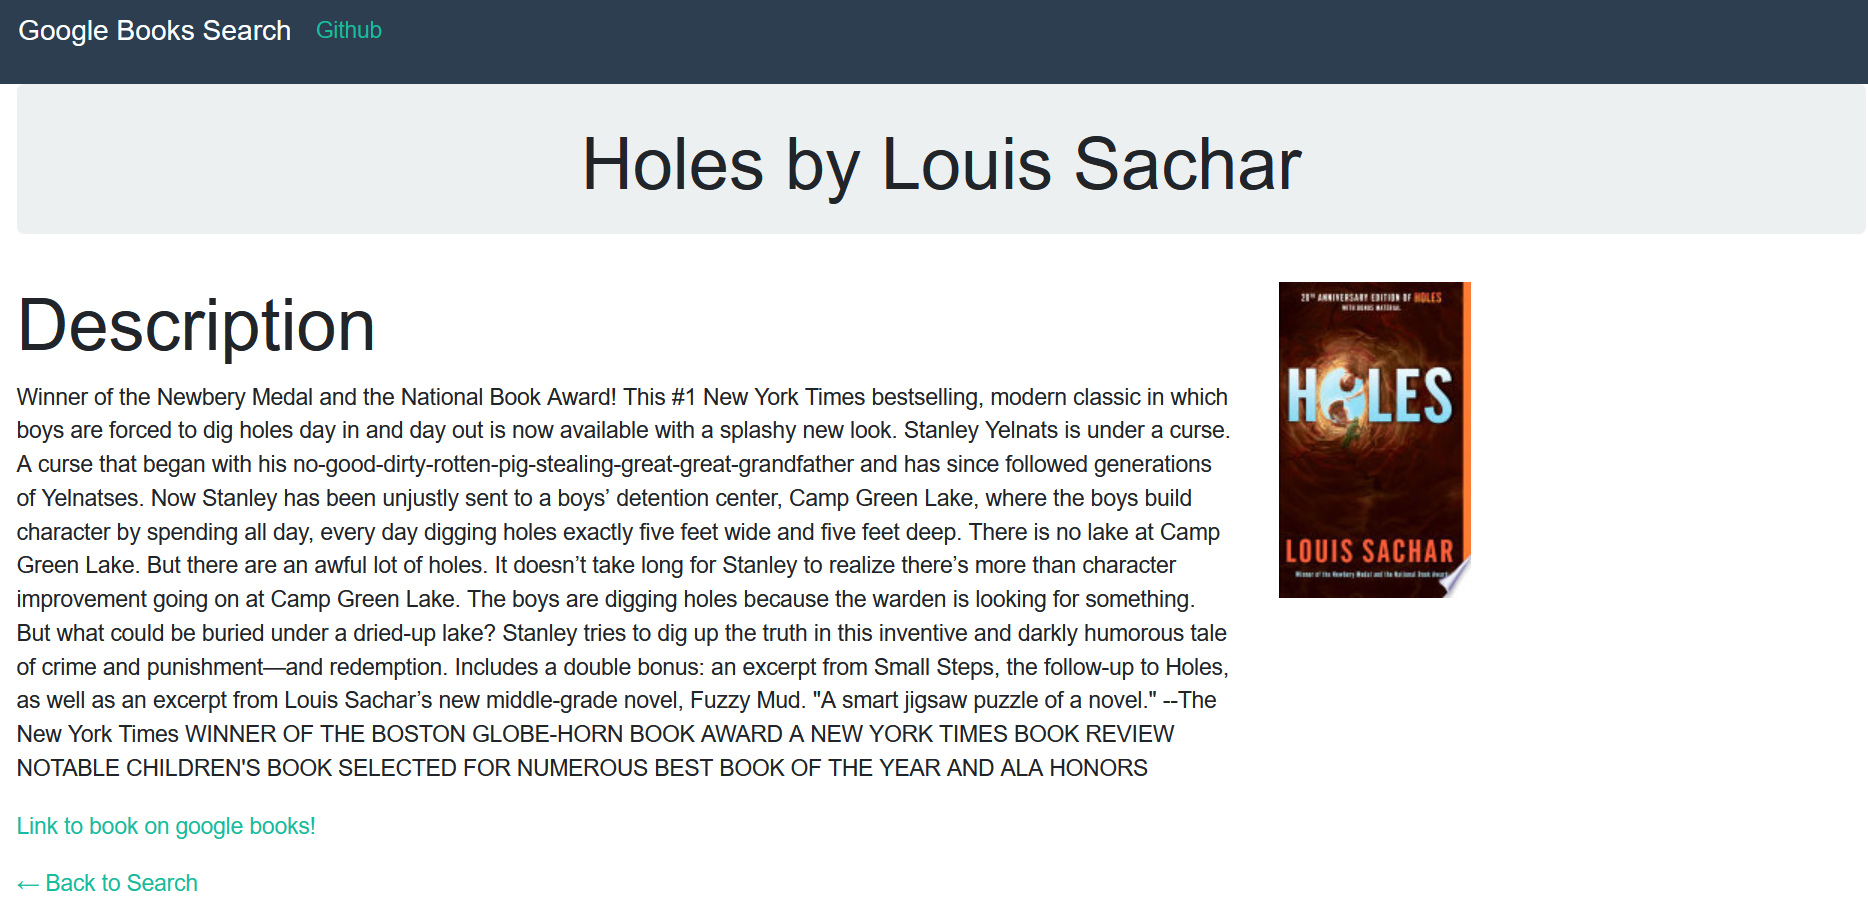 Google Books Search Github
Holes by Louis Sachar
Description
Winner of the Newbery Medal and the National Book Award! This #1 New York Times bestselling, modern classic in which
boys are forced to dig holes day in and day out is now available with a splashy new look. Stanley Yelnats is under a curse.
A curse that began with his no-good-dirty-rotten-pig-stealing-great-great-grandfather and has since followed generations
of Yelnatses. Now Stanley has been unjustly sent to a boys’ detention center, Camp Green Lake, where the boys build
character by spending all day, every day digging holes exactly five feet wide and five feet deep. There is no lake at Camp
Green Lake. But there are an awful lot of holes. It doesn’t take long for Stanley to realize there’s more than character
improvement going on at Camp Green Lake. The boys are digging holes because the warden is looking for something.
But what could be buried under a dried-up lake? Stanley tries to dig up the truth in this inventive and darkly humorous tale
of crime and punishment—and redemption. Includes a double bonus: an excerpt from Small Steps, the follow-up to Holes,
as well as an excerpt from Louis Sachar’s new middle-grade novel, Fuzzy Mud. "A smart jigsaw puzzle of a novel." --The
New York Times WINNER OF THE BOSTON GLOBE-HORN BOOK AWARD A NEW YORK TIMES BOOK REVIEW
NOTABLE CHILDREN'S BOOK SELECTED FOR NUMEROUS BEST BOOK OF THE YEAR AND ALA HONORS
Link to book on google books!
← Back to Search
ANNIVERSARY EDITION OF HOLES
WITH BONUS MATERIAL
HOLES
LOUIS SACHAR
Winner of the Newbery Medal and the National Book Award